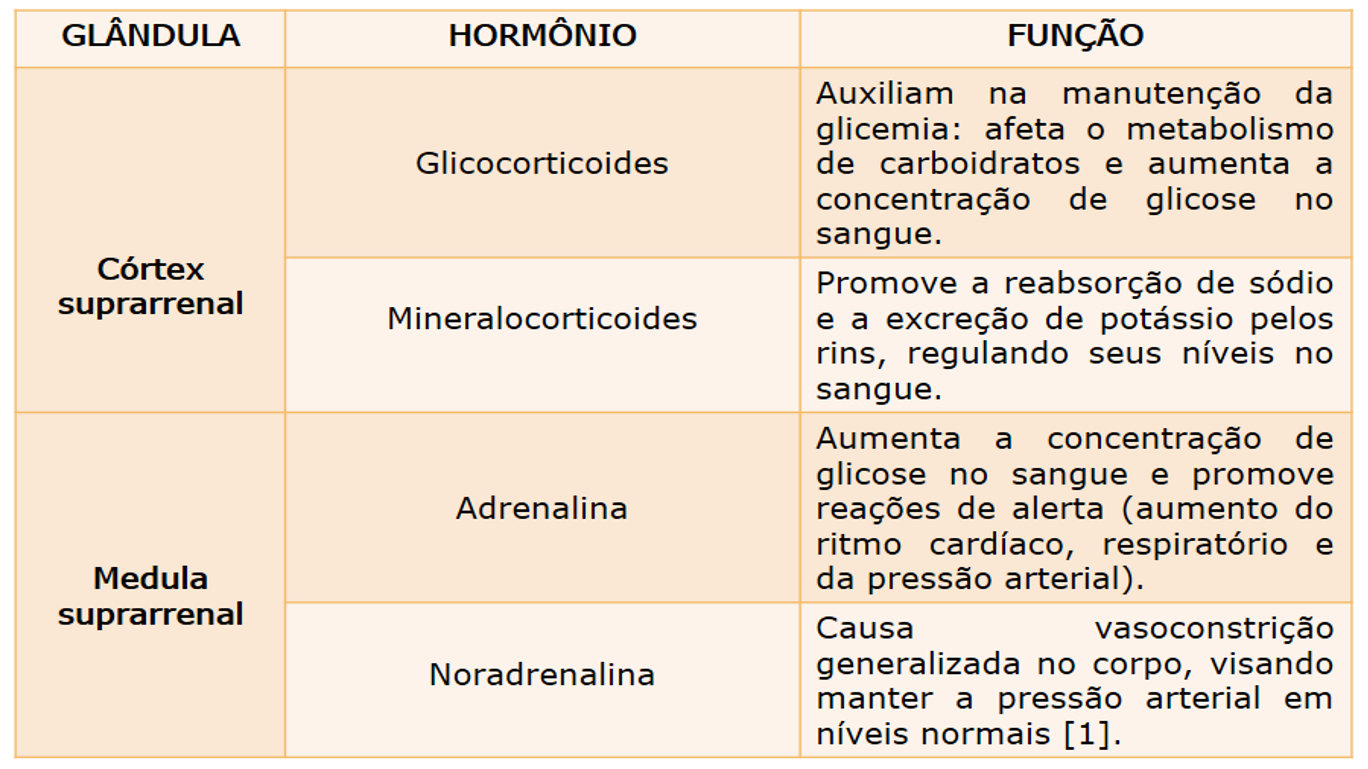 GLÂNDULA
HORMÔNIO
FUNÇÃO
Córtex
suprarrenal
Glicocorticoides
Auxiliam na manutenção da
glicemia: afeta o metabolismo
de carboidratos e aumenta a
concentração de glicose no
sangue.
Mineralocorticoides
Promove a reabsorção de sódio
e a excreção de potássio pelos
rins, regulando seus níveis no
sangue.
Medula
suprarrenal
Adrenalina
Aumenta a concentração de
glicose no sangue e promove
reações de alerta (aumento do
ritmo cardíaco, respiratório e
da pressão arterial).
Noradrenalina
Causa vasoconstrição
generalizada no corpo, visando
manter a pressão arterial em
níveis normais [1].